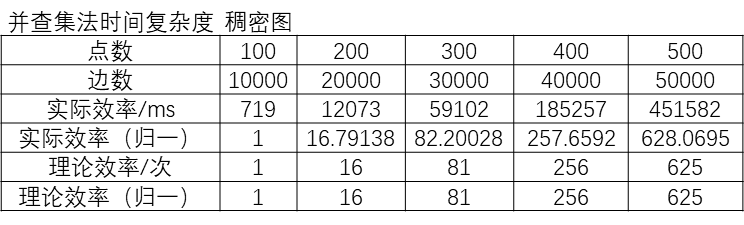 并查集法时间复杂度 稠密图
点数 100 200 300 400 500
边数 10000 20000 30000 40000 50000
实际效率/ms 719 12073 59102 185257 451582
实际效率（归一） 1 16.79138 82.20028 257.6592 628.0695
理论效率/次 1 16 81 256 625
理论效率（归一） 1 16 81 256 625